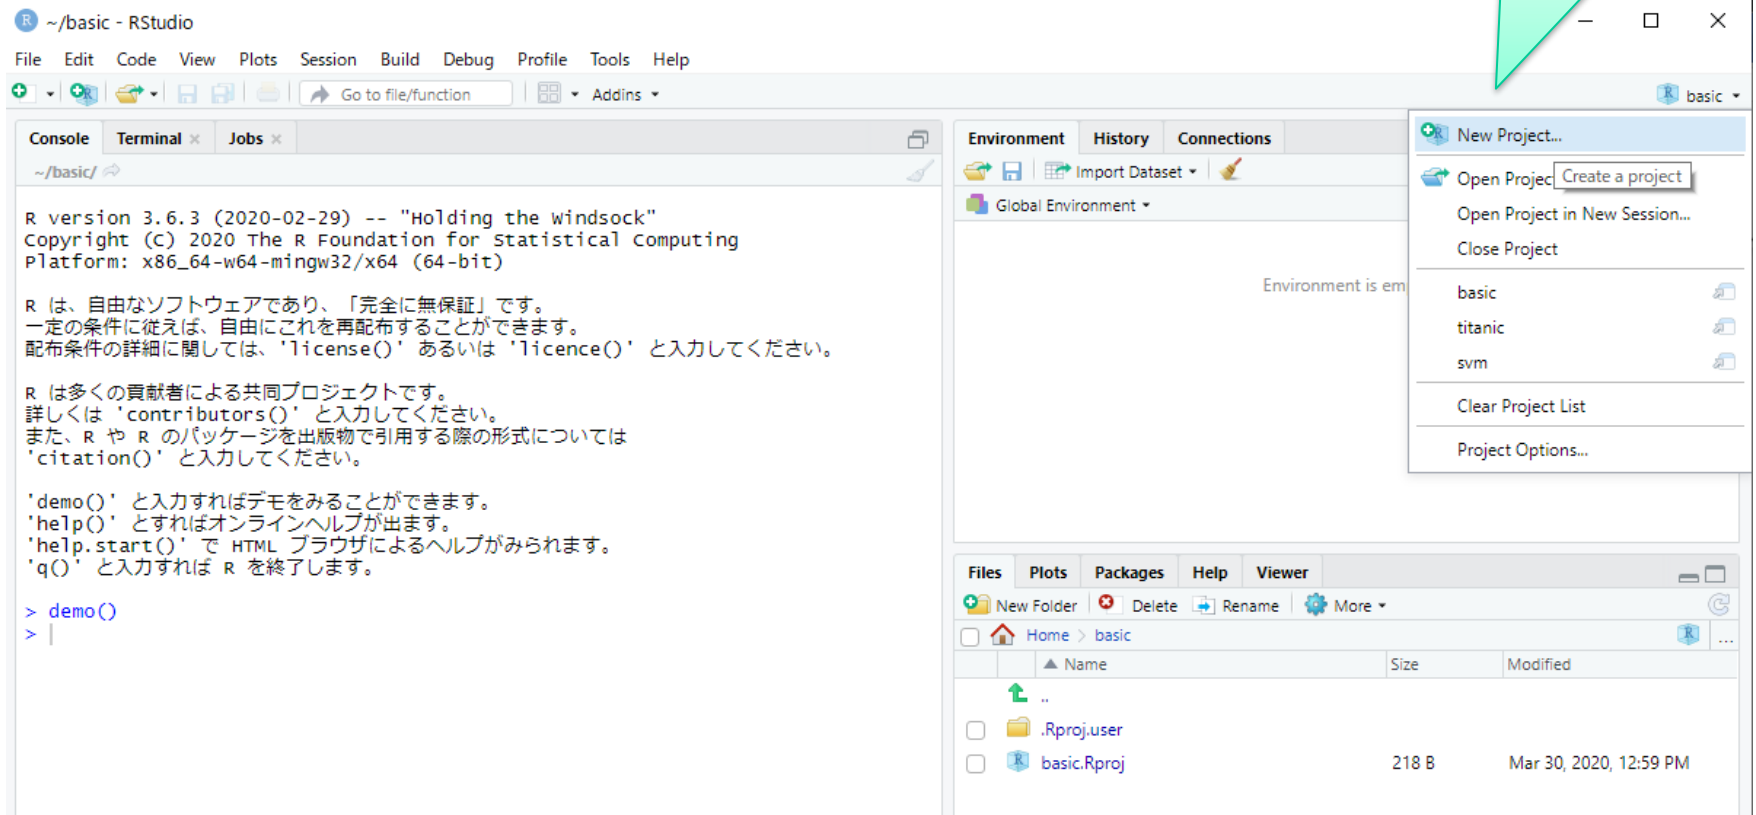 ~/basic - RStudio
File Edit Code View Plots Session Build Debug Profile Tools Help
Go to file/function Addins basic
Console Terminal Jobs
~/basic/
R version 3.6.3 (2020-02-29) -- "Holding the Windsock"
Copyright (C) 2020 The R Foundation for Statistical Computing
Platform: x86_64-w64-mingw32/x64 (64-bit)
R は、自由なソフトウェアであり、「完全に無保証」です。
一定の条件に従えば、自由にこれを再配布することができます。
配布条件の詳細に関しては、'license()' あるいは 'licence()' と入力してください。
R は多くの貢献者による共同プロジェクトです。
詳しくは 'contributors()' と入力してください。
また、R や R のパッケージを出版物で引用する際の形式については
'citation()' と入力してください。
'demo()' と入力すればデモをみることができます。
'help()' とすればオンラインヘルプが出ます。
'help.start()' で HTML ブラウザによるヘルプがみられます。
'q()' と入力すれば R を終了します。
> demo()
>
Environment History Connections
Import Dataset
Global Environment
Environment is em
New Project...
Open Projec
Create a project
Open Project in New Session...
Close Project
basic
titanic
svm
Clear Project List
Project Options...
Files Plots Packages Help Viewer
New Folder Delete Rename More
Home > basic ...
Name Size Modified
..
.Rproj.user
basic.Rproj 218 B Mar 30, 2020, 12:59 PM